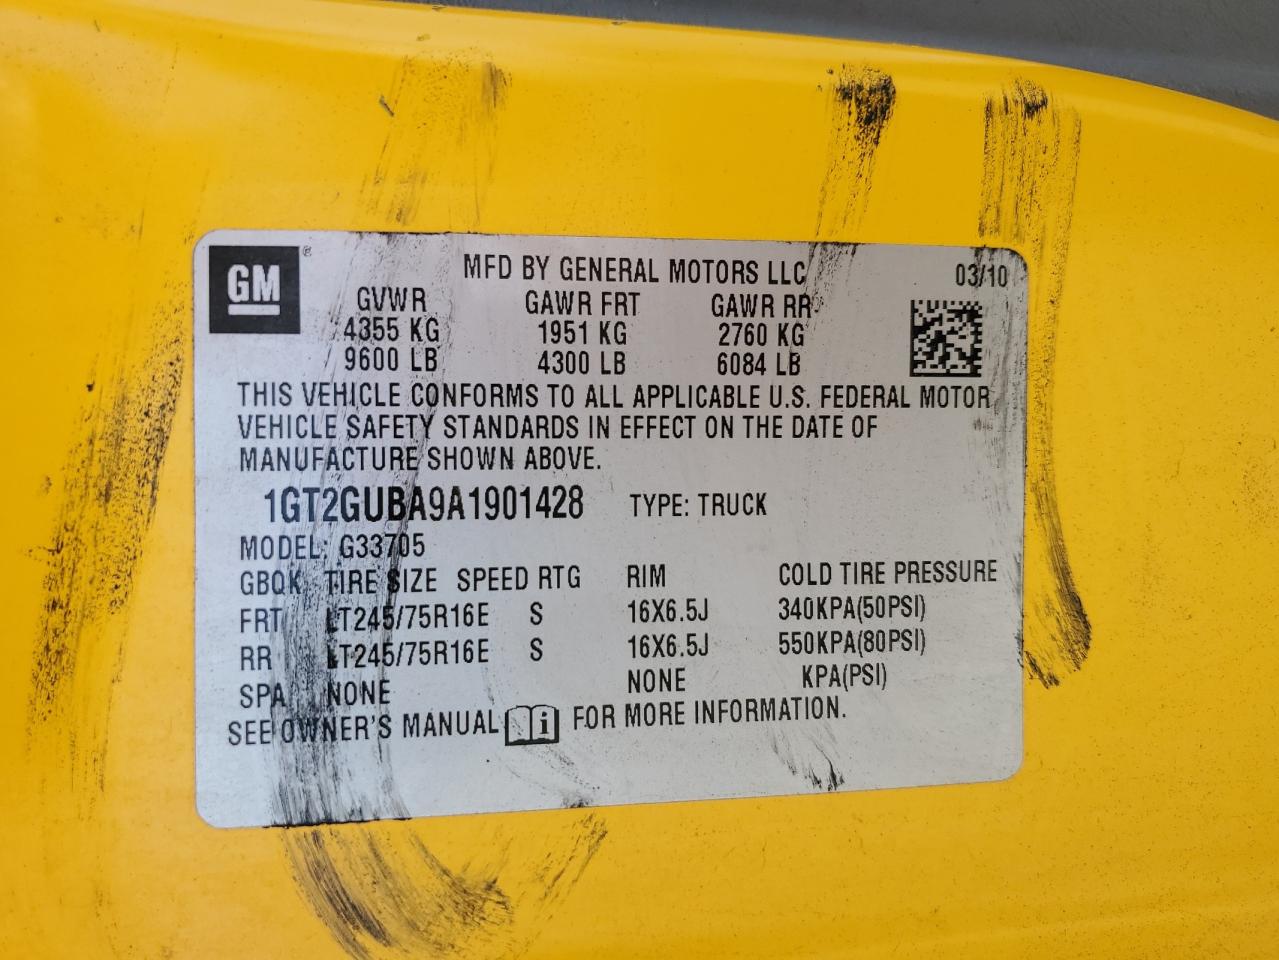 GM ®
MFD BY GENERAL MOTORS LLC 03/10
GVWR GAWR FRT GAWR RR
4355 KG 1951 KG 2760 KG
9600 LB 4300 LB 6084 LB
THIS VEHICLE CONFORMS TO ALL APPLICABLE U.S. FEDERAL MOTOR
VEHICLE SAFETY STANDARDS IN EFFECT ON THE DATE OF
MANUFACTURE SHOWN ABOVE.
1GT2GUBA9A1901428 TYPE: TRUCK
MODEL: G33705
GBQK TIRE SIZE SPEED RTG RIM COLD TIRE PRESSURE
FRT LT245/75R16E S 16X6.5J 340KPA(50PSI)
RR LT245/75R16E S 16X6.5J 550KPA(80PSI)
SPA NONE NONE KPA(PSI)
SEE OWNER'S MANUAL i FOR MORE INFORMATION.